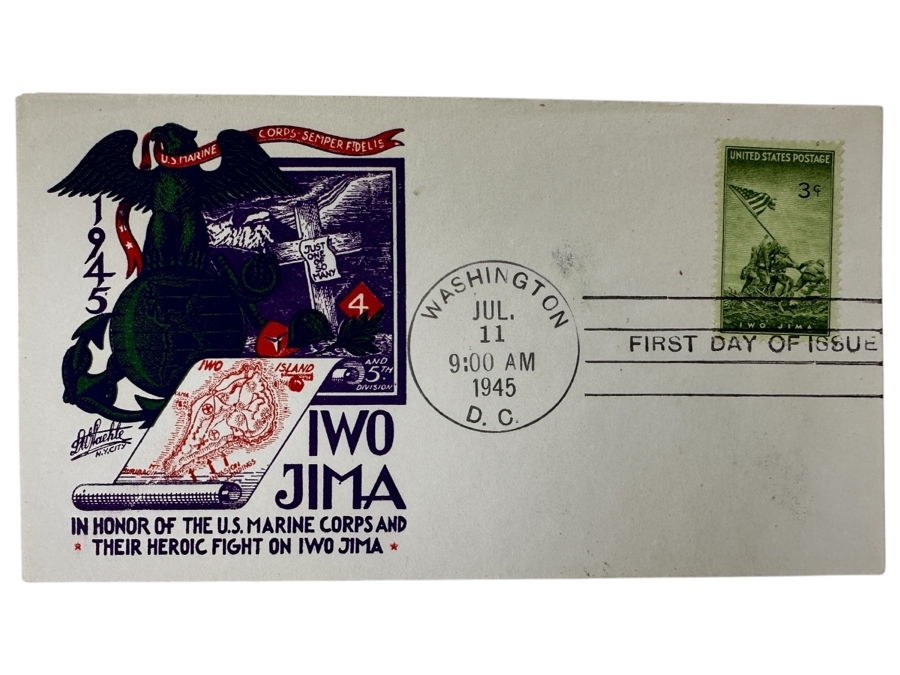 U.S MARINE CORPS-SEMPER FIDELIS
1945
JUST
ONE OF
SO
MANY
4
AND
5TH
DIVISION
IWO ISLAND
N.Y. CITY
IWO
JIMA
IN HONOR OF THE U.S. MARINE CORPS AND
THEIR HEROIC FIGHT ON IWO JIMA
WASHINGTON
JUL.
11
9:00 AM
1945
D. C.
UNITED STATES POSTAGE
3¢
IWO JIMA
FIRST DAY OF ISSUE